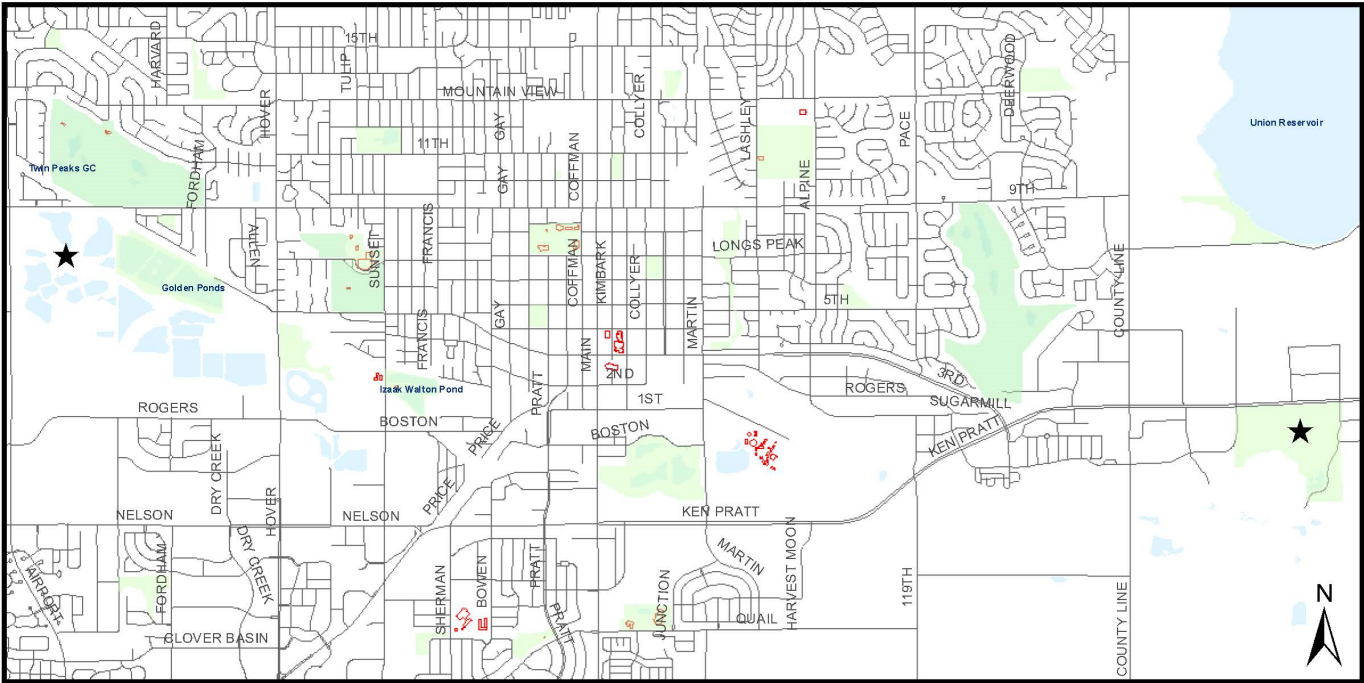 HARVARD
15TH
TULIP
DEERWOOD
MOUNTAIN VIEW
HOVER
GAY
COLLYER
LASHLEY
PACE
Union Reservoir
11TH
Twin Peaks GC
FORDHAM
GAY
COFFMAN
ALPINE
9TH
ALLEN
SUNSET
FRANCIS
COFFMAN
KIMBARK
COLLYER
LONGS PEAK
COUNTY LINE
Golden Ponds
GAY
5TH
FRANCIS
MAIN
MARTIN
2ND
3RD
Izaak Walton Pond
PRATT
ROGERS
1ST
SUGARMILL
ROGERS
BOSTON
PRICE
BOSTON
KEN PRATT
DRY CREEK
PRICE
NELSON
HOVER
NELSON
KEN PRATT
DRY CREEK
MARTIN
HARVEST MOON
AIRPORT
FORDHAM
SHERMAN
BOWEN
PRATT
119TH
COUNTY LINE
N
PRATT
JUNCTION
QUAIL
CLOVER BASIN